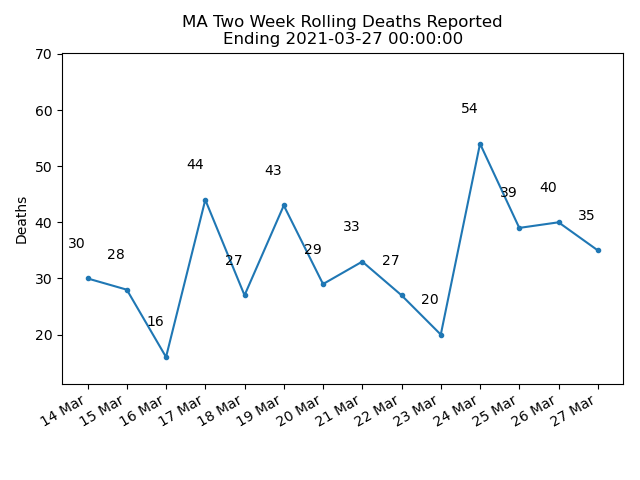 MA Two Week Rolling Deaths Reported
Ending 2021-03-27 00:00:00
70
60
50
40
30
20
Deaths
30
28
16
44
27
43
29
33
27
20
54
39
40
35
14 Mar
15 Mar
16 Mar
17 Mar
18 Mar
19 Mar
20 Mar
21 Mar
22 Mar
23 Mar
24 Mar
25 Mar
26 Mar
27 Mar